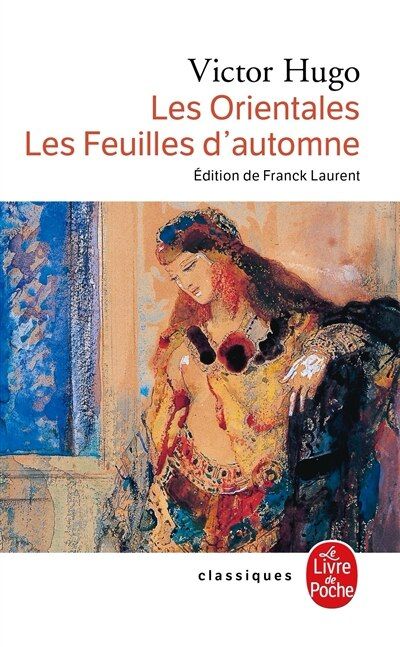 Victor Hugo
Les Orientales
Les Feuilles d'automne
Édition de Franck Laurent
classiques
Le
Livre
de
Poche